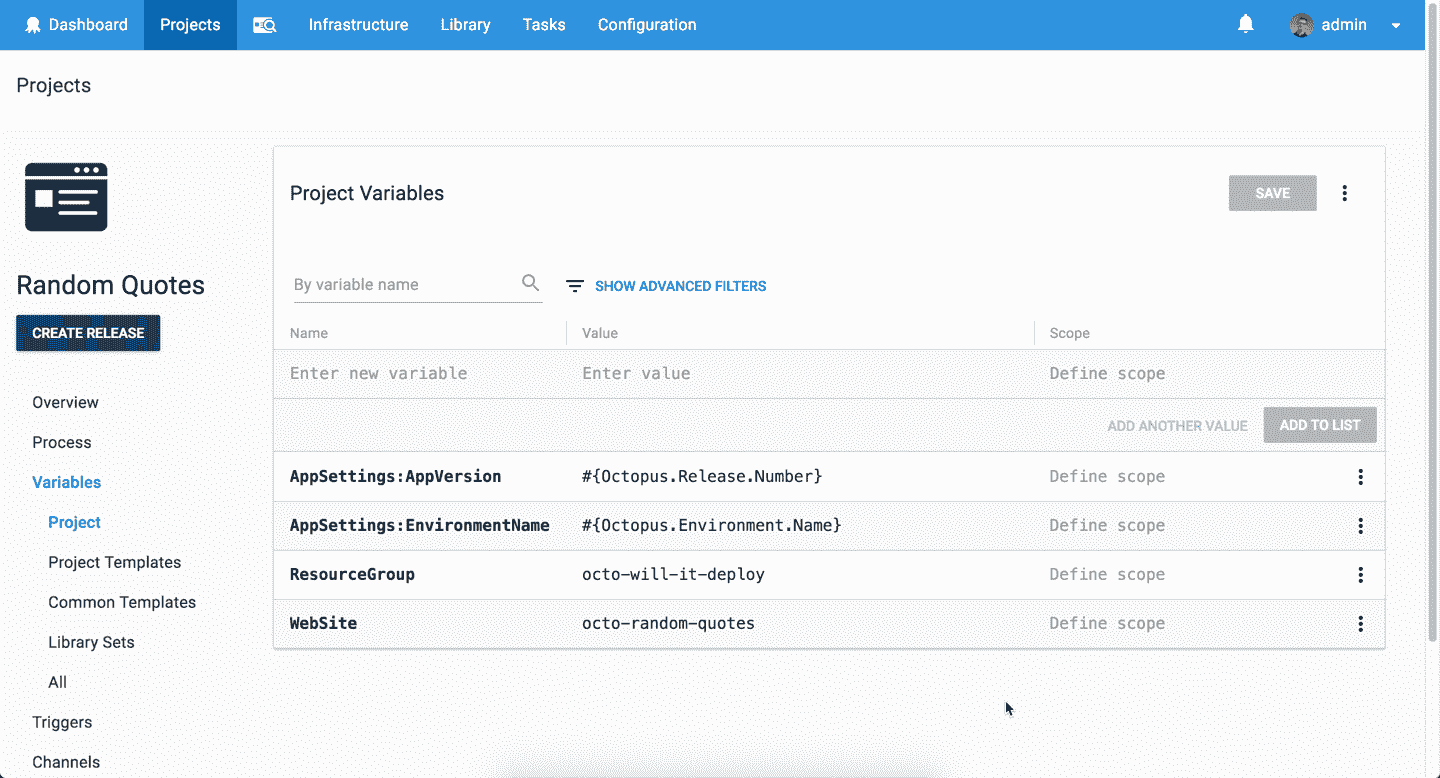 Dashboard Projects Infrastructure Library Tasks Configuration admin
Projects
Project Variables SAVE
Random Quotes
By variable name SHOW ADVANCED FILTERS
CREATE RELEASE
Name Value Scope
Enter new variable Enter value Define scope
Overview
ADD ANOTHER VALUE ADD TO LIST
Process
AppSettings:AppVersion #{Octopus.Release.Number} Define scope
Variables
Project
AppSettings:EnvironmentName #{Octopus.Environment.Name} Define scope
Project Templates
ResourceGroup octo-will-it-deploy Define scope
Common Templates
WebSite octo-random-quotes Define scope
Library Sets
All
Triggers
Channels